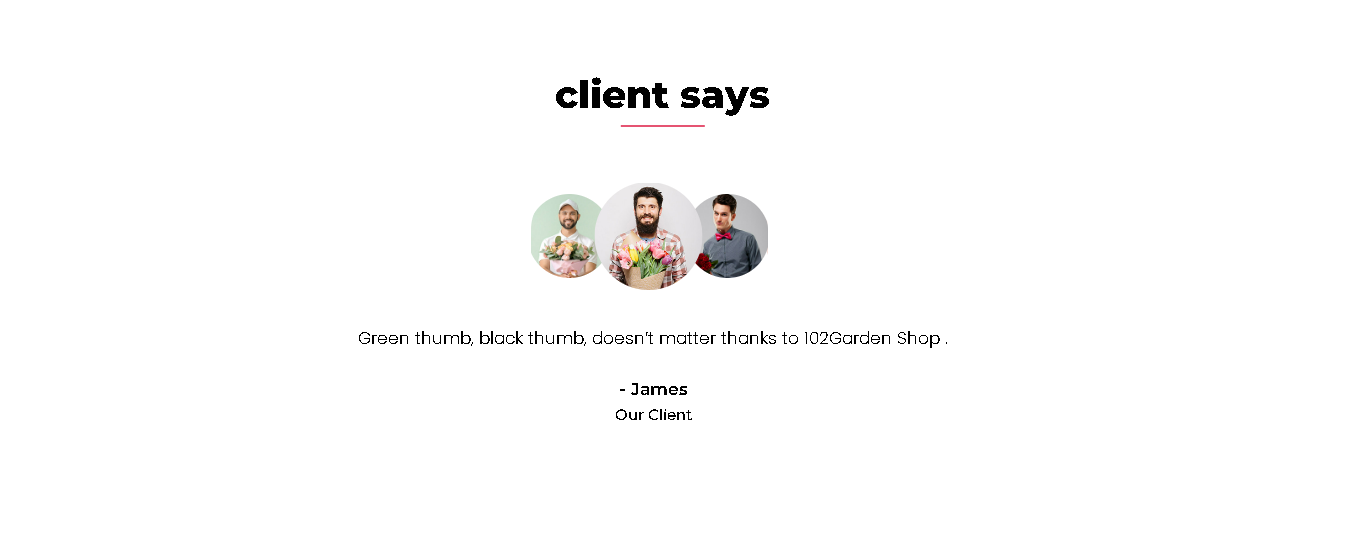 client says
Green thumb, black thumb, doesn't matter thanks to 102Garden Shop .
- James
Our Client